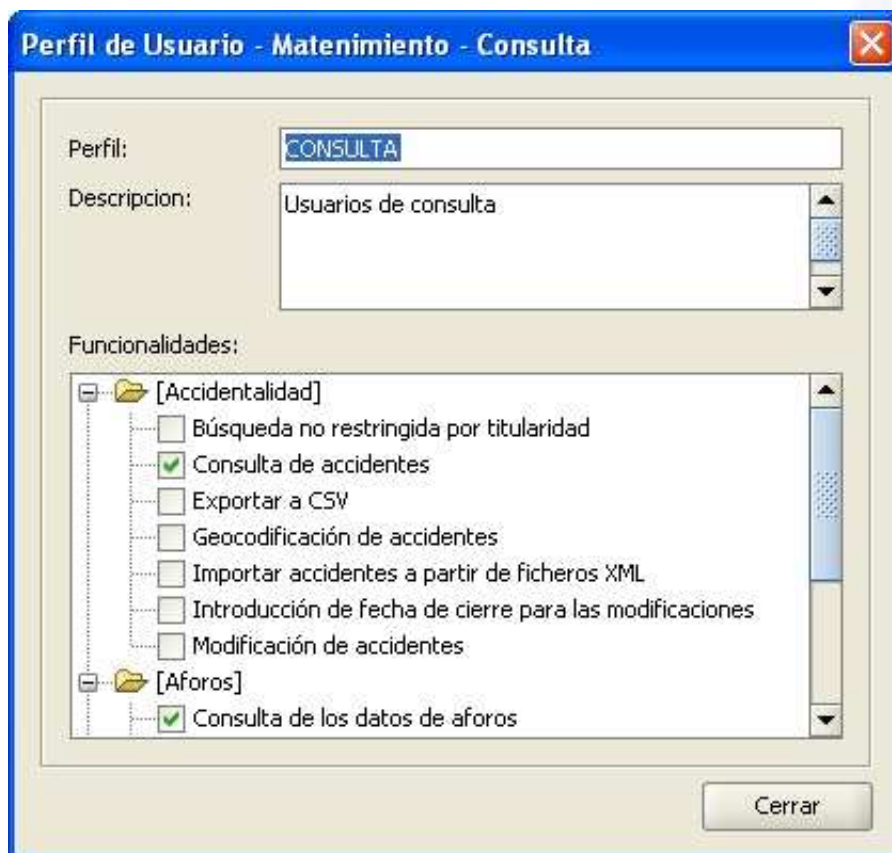 Perfil de Usuario - Matenimiento - Consulta
Perfil: CONSULTA
Descripcion: Usuarios de consulta
Funcionalidades:
[Accidentalidad]
Búsqueda no restringida por titularidad
Consulta de accidentes
Exportar a CSV
Geocodificación de accidentes
Importar accidentes a partir de ficheros XML
Introducción de fecha de cierre para las modificaciones
Modificación de accidentes
[Aforos]
Consulta de los datos de aforos
Cerrar